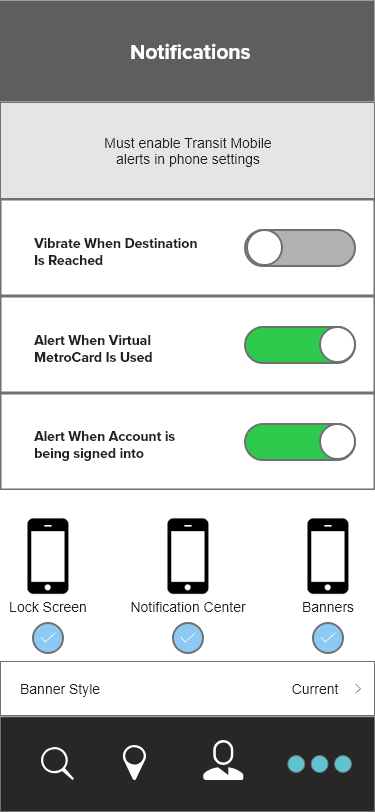 Notifications
Must enable Transit Mobile
alerts in phone settings
Vibrate When Destination
Is Reached
Alert When Virtual
MetroCard Is Used
Alert When Account is
being signed into
Lock Screen
Notification Center
Banners
Banner Style
Current